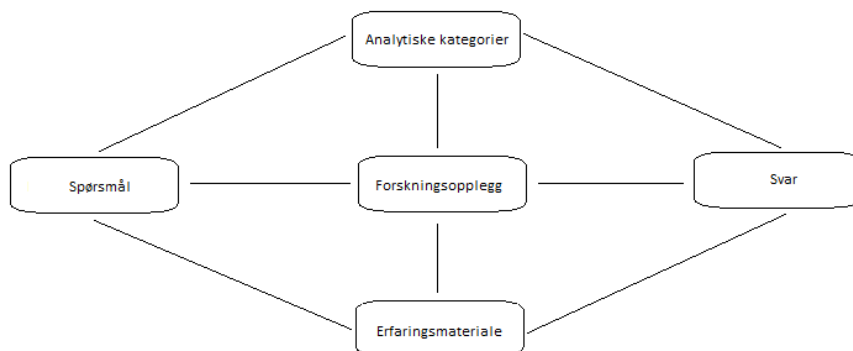 Analytiske kategorier
Spørsmål
Forskningsopplegg
Svar
Erfaringsmateriale